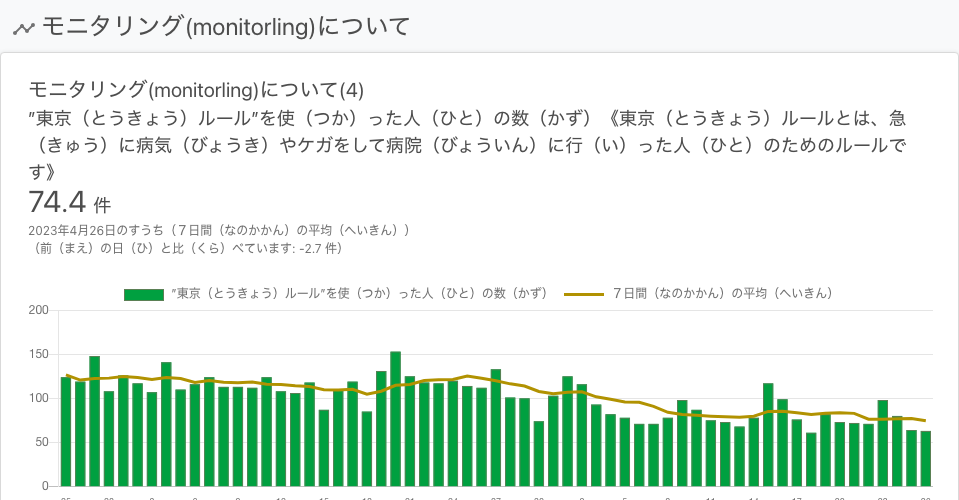 モニタリング(monitorling)について
モニタリング(monitorling)について(4)
”東京（とうきょう）ルール”を使（つか）った人（ひと）の数（かず）《東京（とうきょう）ルールとは、急
（きゅう）に病気（びょうき）やケガをして病院（びょういん）に行（い）った人（ひと）のためのルールで
す》
74.4 件
2023年4月26日のすうち（７日間（なのかかん）の平均（へいきん））
（前（まえ）の日（ひ）と比（くら）べています: -2.7 件）
”東京（とうきょう）ルール”を使（つか）った人（ひと）の数（かず） ７日間（なのかかん）の平均（へいきん）
200
150
100
50
0